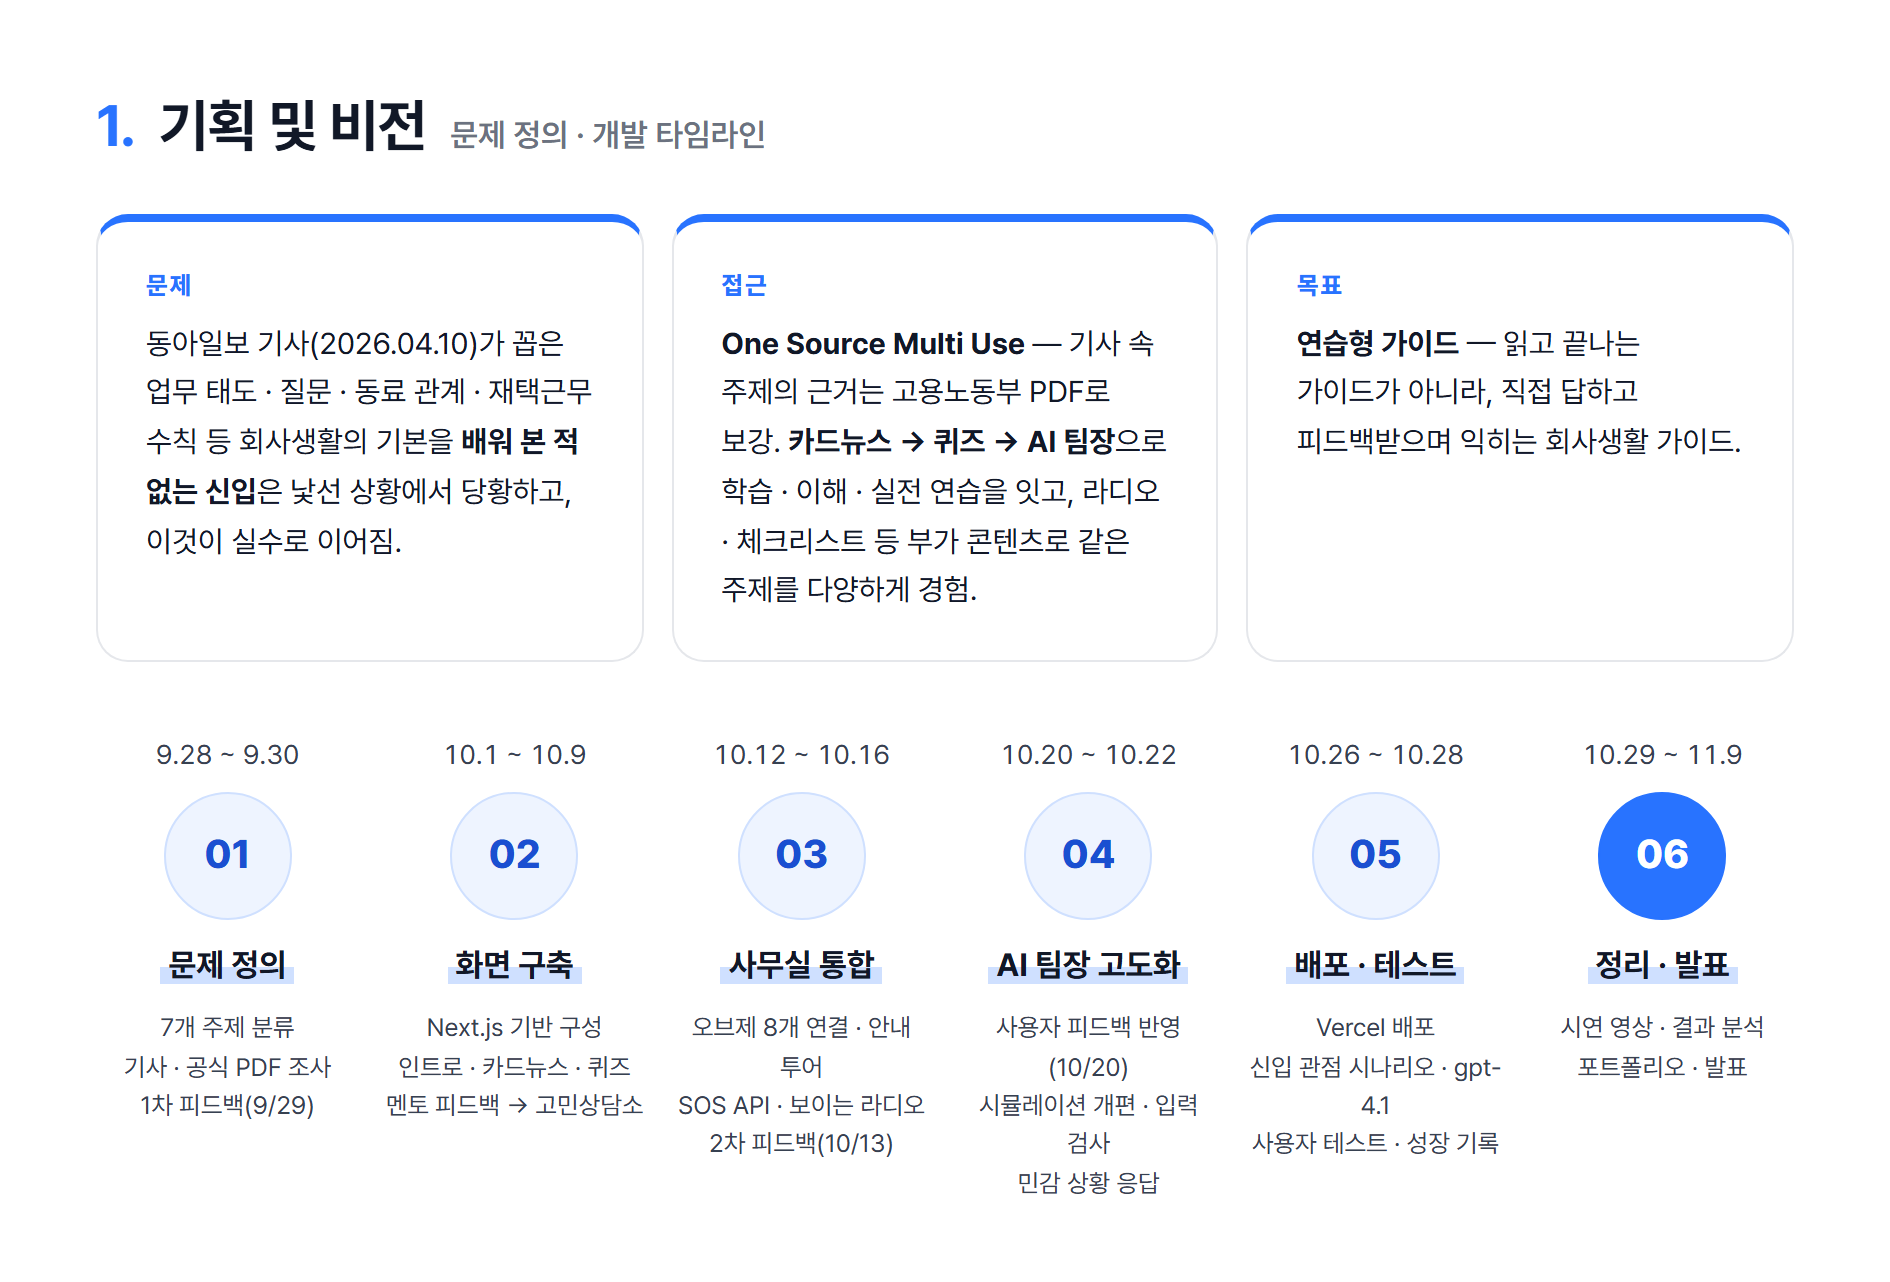 1. 기획 및 비전 문제 정의 · 개발 타임라인
문제
동아일보 기사(2026.04.10)가 꼽은
업무 태도 · 질문 · 동료 관계 · 재택근무
수칙 등 회사생활의 기본을 배워 본 적
없는 신입은 낯선 상황에서 당황하고,
이것이 실수로 이어짐.
접근
One Source Multi Use — 기사 속
주제의 근거는 고용노동부 PDF로
보강. 카드뉴스 → 퀴즈 → AI 팀장으로
학습 · 이해 · 실전 연습을 잇고, 라디오
· 체크리스트 등 부가 콘텐츠로 같은
주제를 다양하게 경험.
목표
연습형 가이드 — 읽고 끝나는
가이드가 아니라, 직접 답하고
피드백받으며 익히는 회사생활 가이드.
9.28 ~ 9.30
01
문제 정의
7개 주제 분류
기사 · 공식 PDF 조사
1차 피드백(9/29)
10.1 ~ 10.9
02
화면 구축
Next.js 기반 구성
인트로 · 카드뉴스 · 퀴즈
멘토 피드백 → 고민상담소
10.12 ~ 10.16
03
사무실 통합
오브제 8개 연결 · 안내
투어
SOS API · 보이는 라디오
2차 피드백(10/13)
10.20 ~ 10.22
04
AI 팀장 고도화
사용자 피드백 반영
(10/20)
시뮬레이션 개편 · 입력
검사
민감 상황 응답
10.26 ~ 10.28
05
배포 · 테스트
Vercel 배포
신입 관점 시나리오 · gpt-
4.1
사용자 테스트 · 성장 기록
10.29 ~ 11.9
06
정리 · 발표
시연 영상 · 결과 분석
포트폴리오 · 발표